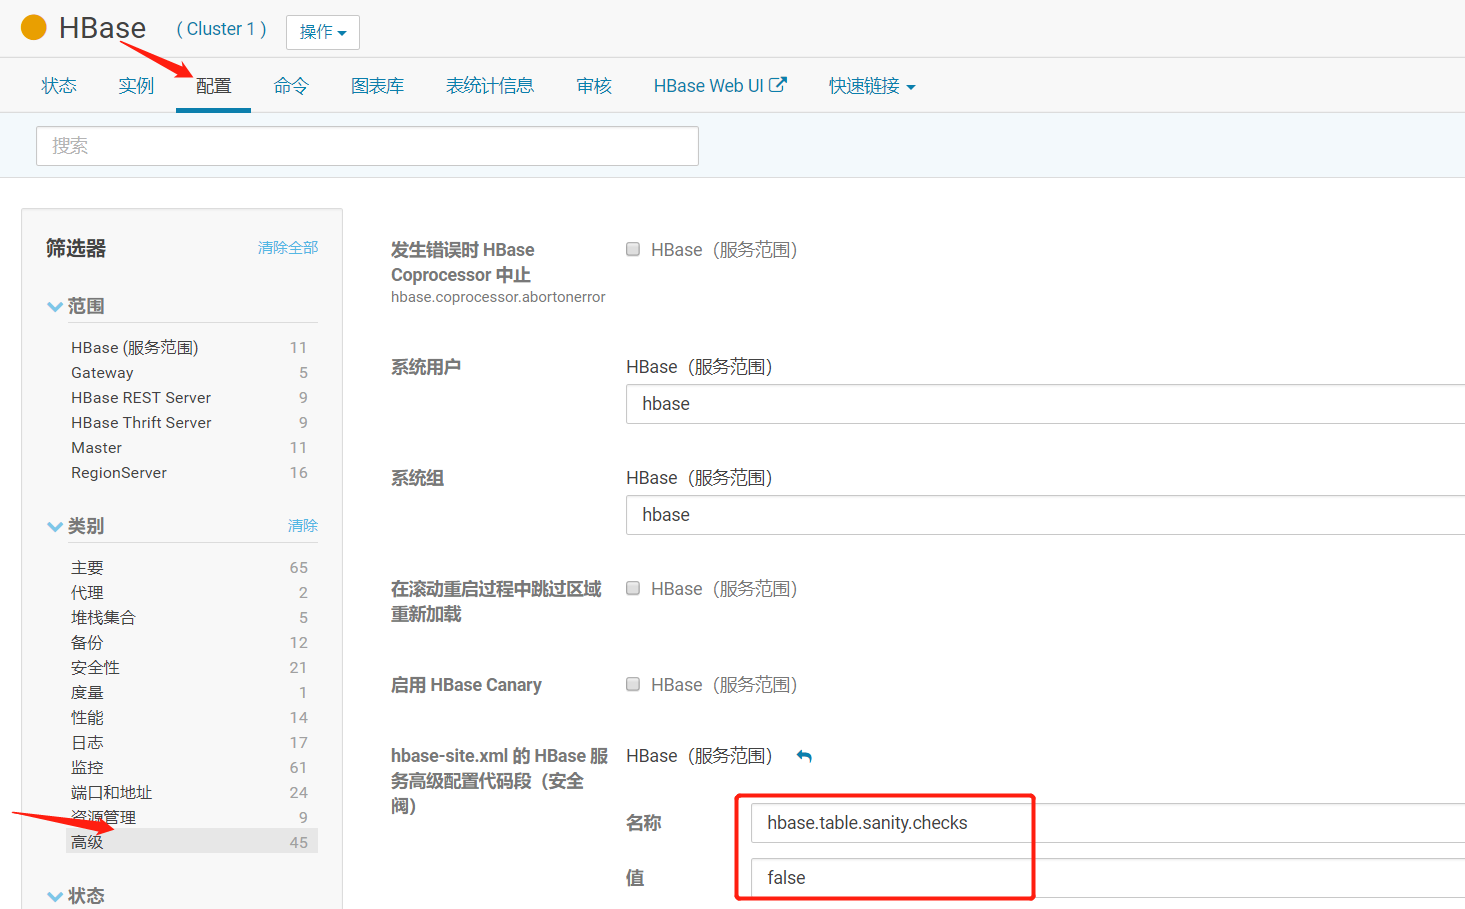 HBase ( Cluster 1 ) 操作
状态 实例 配置 命令 图表库 表统计信息 审核 HBase Web UI 快速链接
搜索
筛选器 清除全部
范围
HBase (服务范围) 11
Gateway 5
HBase REST Server 9
HBase Thrift Server 9
Master 11
RegionServer 16
类别 清除
主要 65
代理 2
堆栈集合 5
备份 12
安全性 21
度量 1
性能 14
日志 17
监控 61
端口和地址 24
资源管理 9
高级 45
状态
发生错误时 HBase
Coprocessor 中止
hbase.coprocessor.abortonerror
HBase（服务范围）
系统用户
HBase（服务范围）
hbase
系统组
HBase（服务范围）
hbase
在滚动重启过程中跳过区域
重新加载
HBase（服务范围）
启用 HBase Canary
HBase（服务范围）
hbase-site.xml 的 HBase 服
务高级配置代码段（安全
阀）
HBase（服务范围）
名称
hbase.table.sanity.checks
值
false